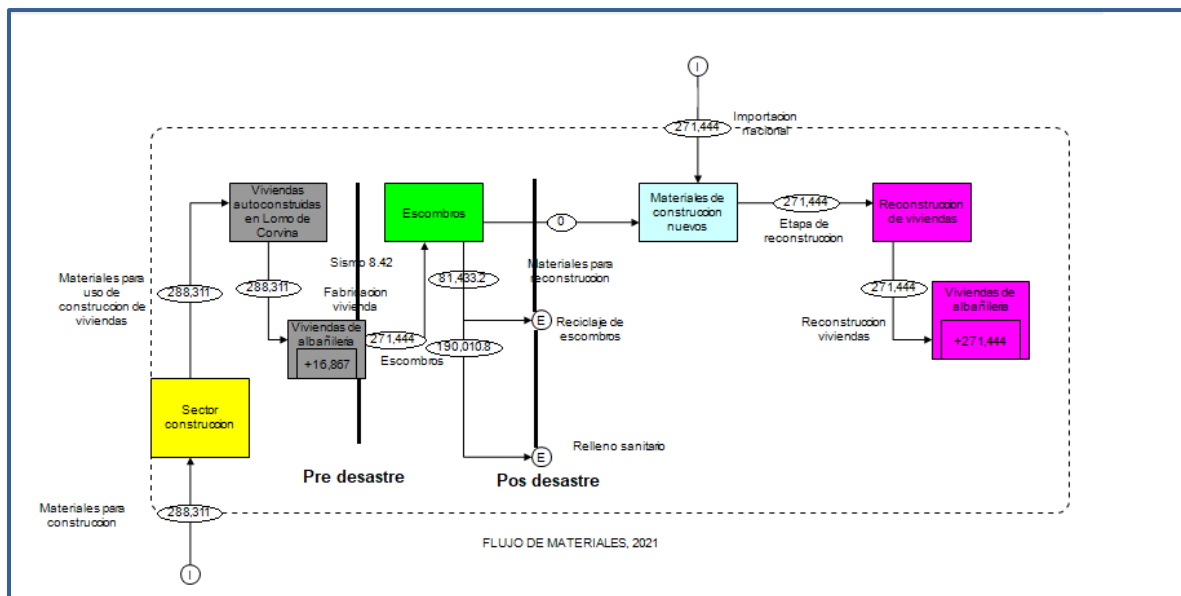 I
Importacion
nacional
271,444
Viviendas
autoconstruidas
en Lomo de
Corvina
Escombros
0
Materiales de
construccion
nuevos
271,444
Etapa de
reconstruccion
Reconstruccion
de viviendas
Sismo 8.42
Materiales para
uso de
construccion de
viviendas
288,311
288,311
Fabricacion
vivienda
81,433.2
Materiales para
reconstruccion
271,444
Viviendas de
albañileria
+271,444
Reconstruccion
viviendas
Viviendas de
albañileria
+16,867
271,444
Escombros
190,010.8
E
Reciclaje de
escombros
Sector
construccion
E
Relleno sanitario
Pre desastre
Pos desastre
Materiales para
construccion
288,311
I
FLUJO DE MATERIALES, 2021